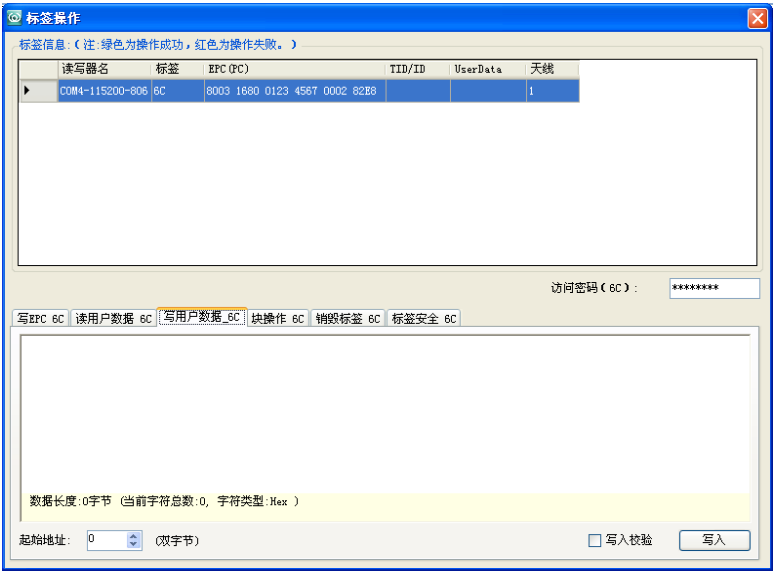 标签操作
标签信息:(注:绿色为操作成功，红色为操作失败。)
读写器名 标签 EPC(PC) TID/ID UserData 天线
COM4-115200-806 6C 8003 1680 0123 4567 0002 82E8 1
访问密码(6C): ********
写EPC 6C 读用户数据 6C 写用户数据_6C 块操作 6C 销毁标签 6C 标签安全 6C
数据长度:0字节 (当前字符总数:0, 字符类型:Hex )
起始地址: 0 (双字节) 写入校验 写入